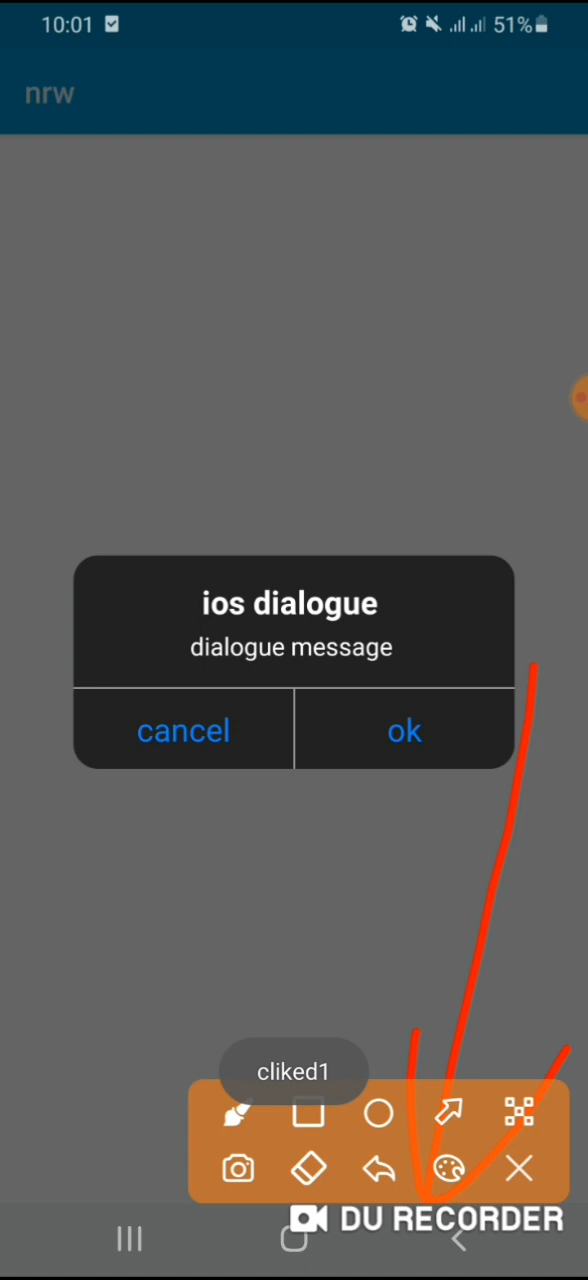 10:01 51%
nrw
ios dialogue
dialogue message
cancel ok
cliked1
DU RECORDER